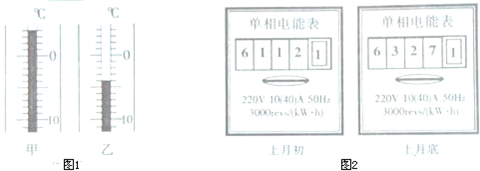 ℃ ℃
0 0
10 10
甲 乙
图1
单相电能表
6 1 1 2 1
220V 10(40)A 50Hz
3000revs/(kW·h)
上月初
单相电能表
6 3 2 7 1
220V 10(40)A 50Hz
3000revs/(kW·h)
上月底
图2